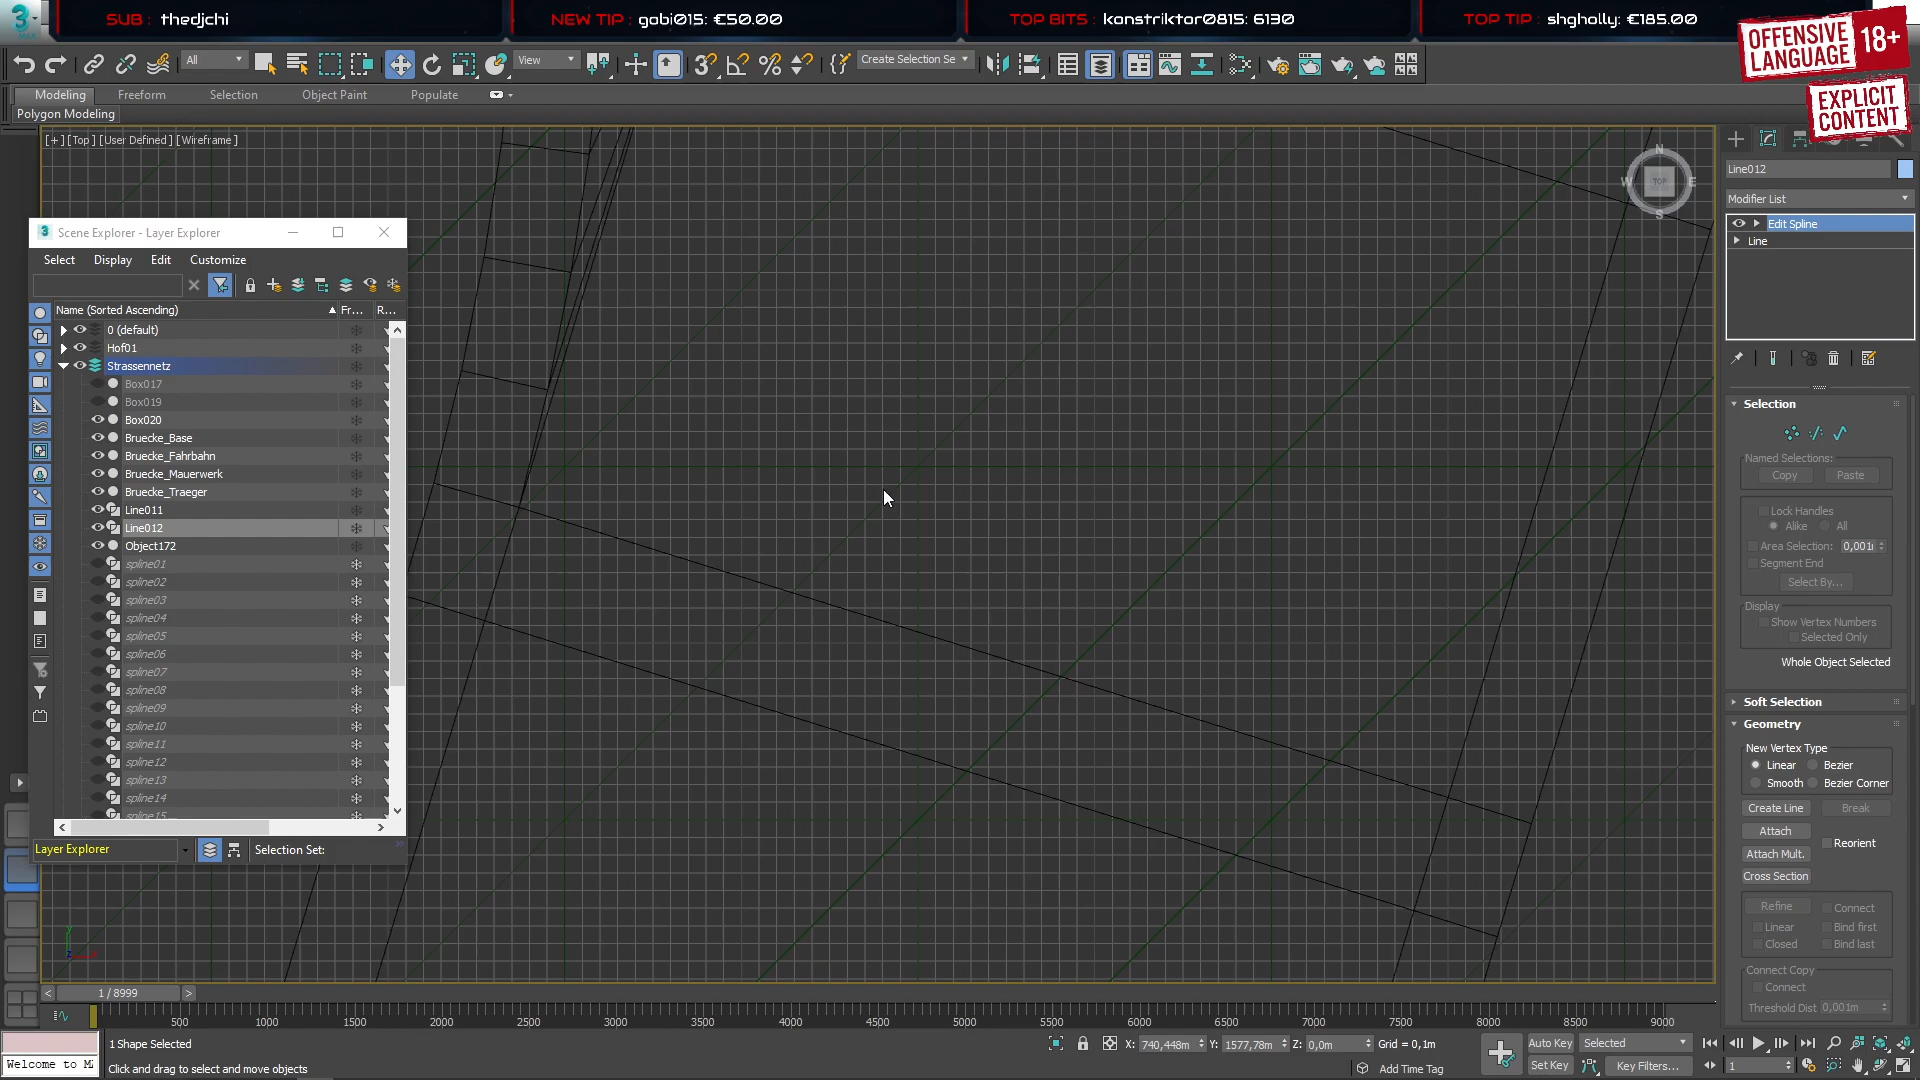 SUB : thedjchi
NEW TIP : gabi015: €50.00
TOP BITS : konstriktor0815: 6130
TOP TIP : shgholly: €185.00
OFFENSIVE LANGUAGE 18+
EXPLICIT CONTENT
3 MAX
All
View
Create Selection Se
Modeling
Freeform
Selection
Object Paint
Populate
Polygon Modeling
[+] [Top] [User Defined] [Wireframe]
N
W TOP E
S
Line012
Modifier List
Edit Spline
Line
Scene Explorer - Layer Explorer
Select
Display
Edit
Customize
Name (Sorted Ascending)
Fr...
R...
0 (default)
Hof01
Strassennetz
Box017
Box019
Box020
Bruecke_Base
Bruecke_Fahrbahn
Bruecke_Mauerwerk
Bruecke_Traeger
Line011
Line012
Object172
spline01
spline02
spline03
spline04
spline05
spline06
spline07
spline08
spline09
spline10
spline11
spline12
spline13
spline14
spline15
Layer Explorer
Selection Set:
Selection
Named Selections:
Copy
Paste
Lock Handles
Alike
All
Area Selection:
Segment End
Select By...
Display
Show Vertex Numbers
Selected Only
Whole Object Selected
Soft Selection
Geometry
New Vertex Type
Linear
Bezier
Smooth
Bezier Corner
Create Line
Break
Attach
Reorient
Attach Mult.
Cross Section
Refine
Connect
Linear
Bind first
Closed
Bind last
Connect Copy
Connect
Threshold Dist 0,001m
1 / 8999
500 1000 1500 2000 2500 3000 3500 4000 4500 5000 5500 6000 6500 7000 7500 8000 8500 9000
1 Shape Selected
X: 740,448m Y: 1577,78m Z: 0,0m
Grid = 0,1m
Auto Key
Selected
Welcome to M
Click and drag to select and move objects
Add Time Tag
Set Key
Key Filters...
1